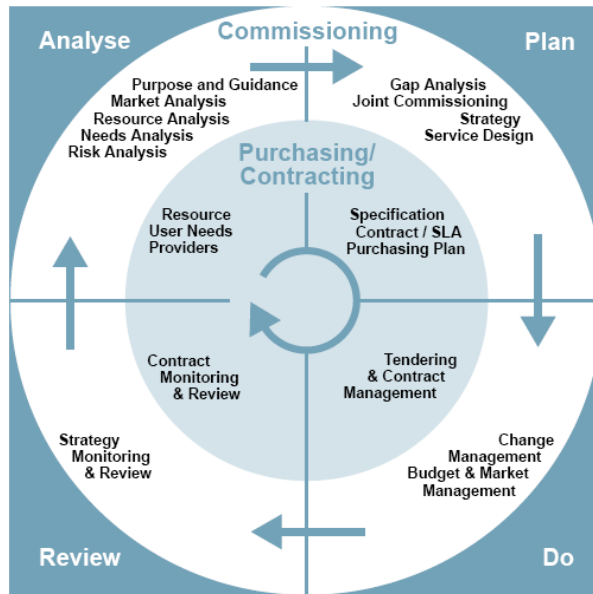 Analyse
Commissioning
Plan
Purpose and Guidance
Market Analysis
Resource Analysis
Needs Analysis
Risk Analysis
Gap Analysis
Joint Commissioning
Strategy
Service Design
Purchasing/
Contracting
Resource
User Needs
Providers
Specification
Contract / SLA
Purchasing Plan
Contract
Monitoring
& Review
Tendering
& Contract
Management
Strategy
Monitoring
& Review
Change
Management
Budget & Market
Management
Review
Do